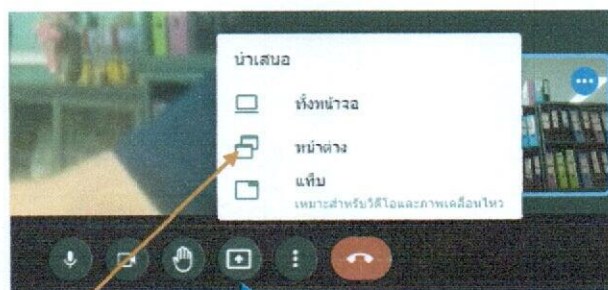 นำเสนอ
ทั้งหน้าจอ
หน้าต่าง
แท็บ
เหมาะสำหรับวิดีโอและภาพเคลื่อนไหว